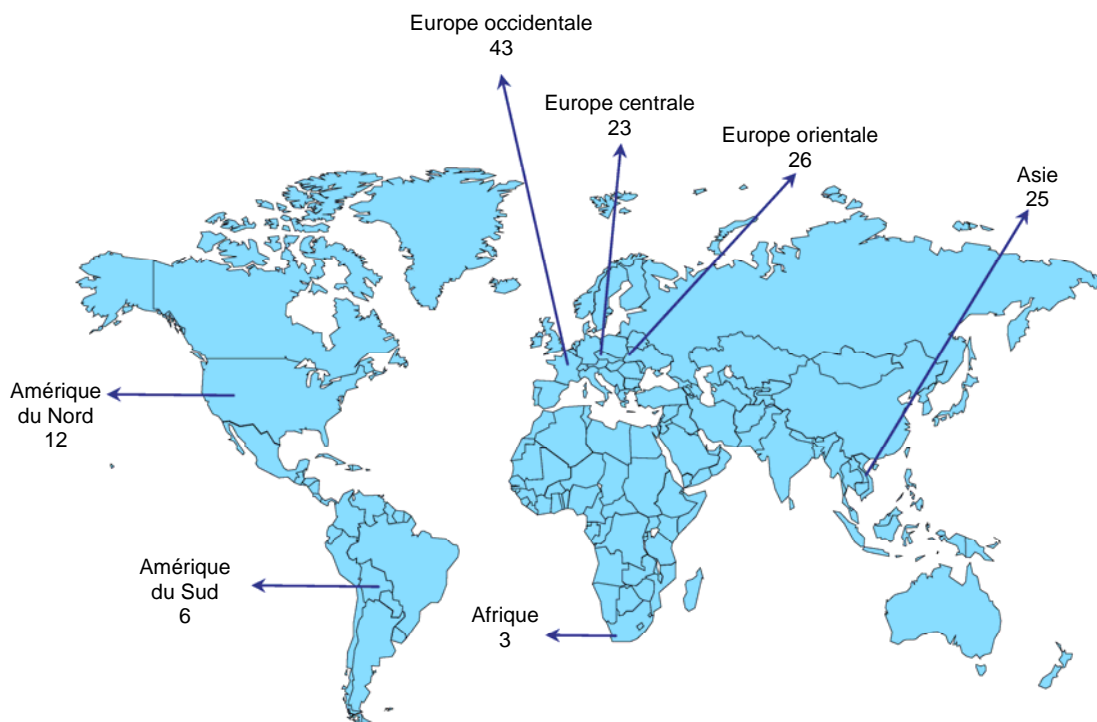 Europe occidentale
43
Europe centrale
23
Europe orientale
26
Asie
25
Amérique
du Nord
12
Amérique
du Sud
6
Afrique
3